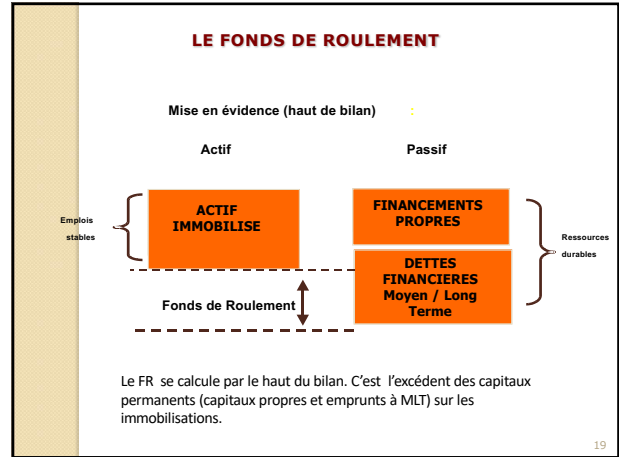 LE FONDS DE ROULEMENT
Mise en évidence (haut de bilan) :
Actif
Passif
Emplois
stables
ACTIF
IMMOBILISE
FINANCEMENTS
PROPRES
DETTES
FINANCIERES
Moyen / Long
Terme
Ressources
durables
Fonds de Roulement
Le FR se calcule par le haut du bilan. C’est l’excédent des capitaux
permanents (capitaux propres et emprunts à MLT) sur les
immobilisations.
19